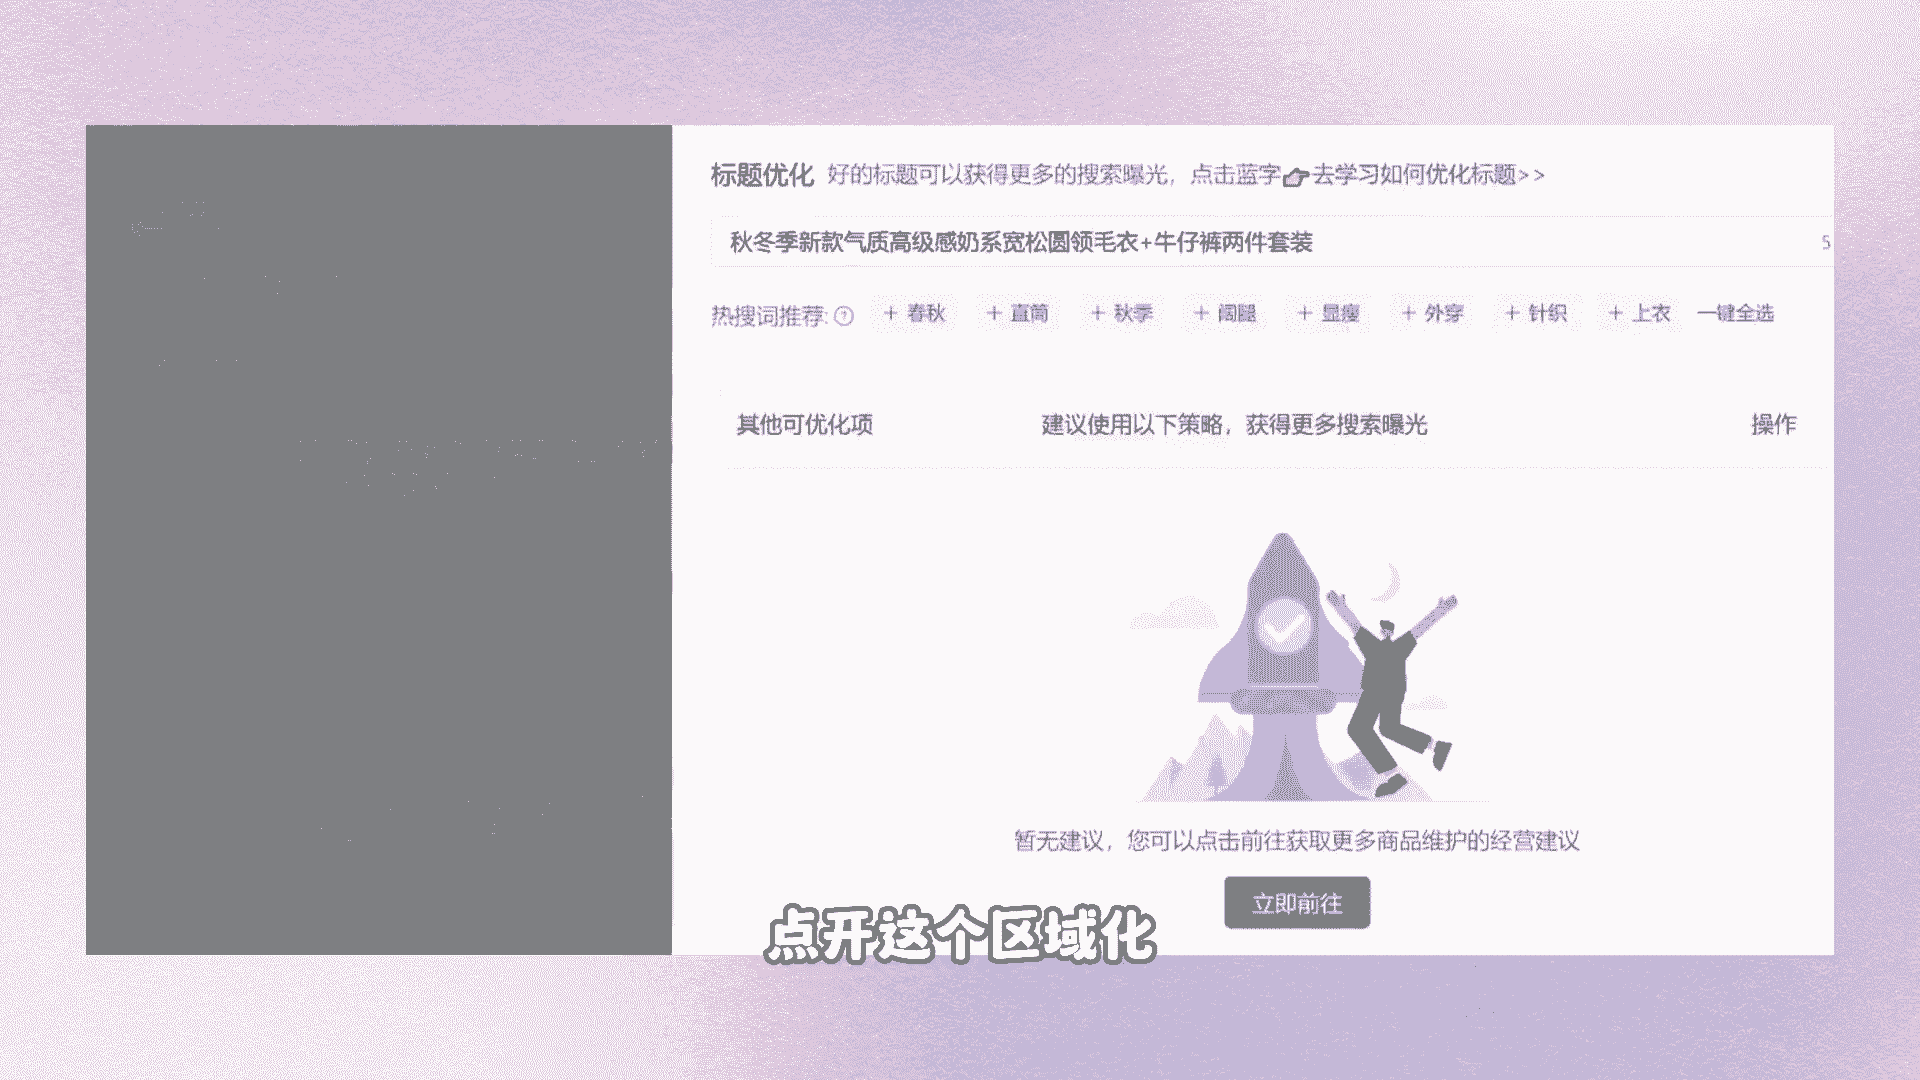 标题优化 好的标题可以获得更多的搜索曝光，点击蓝字👉去学习如何优化标题>>
秋冬季新款气质高级感奶系宽松圆领毛衣+牛仔裤两件套装 5
热搜词推荐: ? + 春秋 + 直筒 + 秋季 + 阔腿 + 显瘦 + 外穿 + 针织 + 上衣 一键全选
其他可优化项 建议使用以下策略，获得更多搜索曝光 操作
暂无建议，您可以点击前往获取更多商品维护的经营建议
立即前往
点开这个区域化